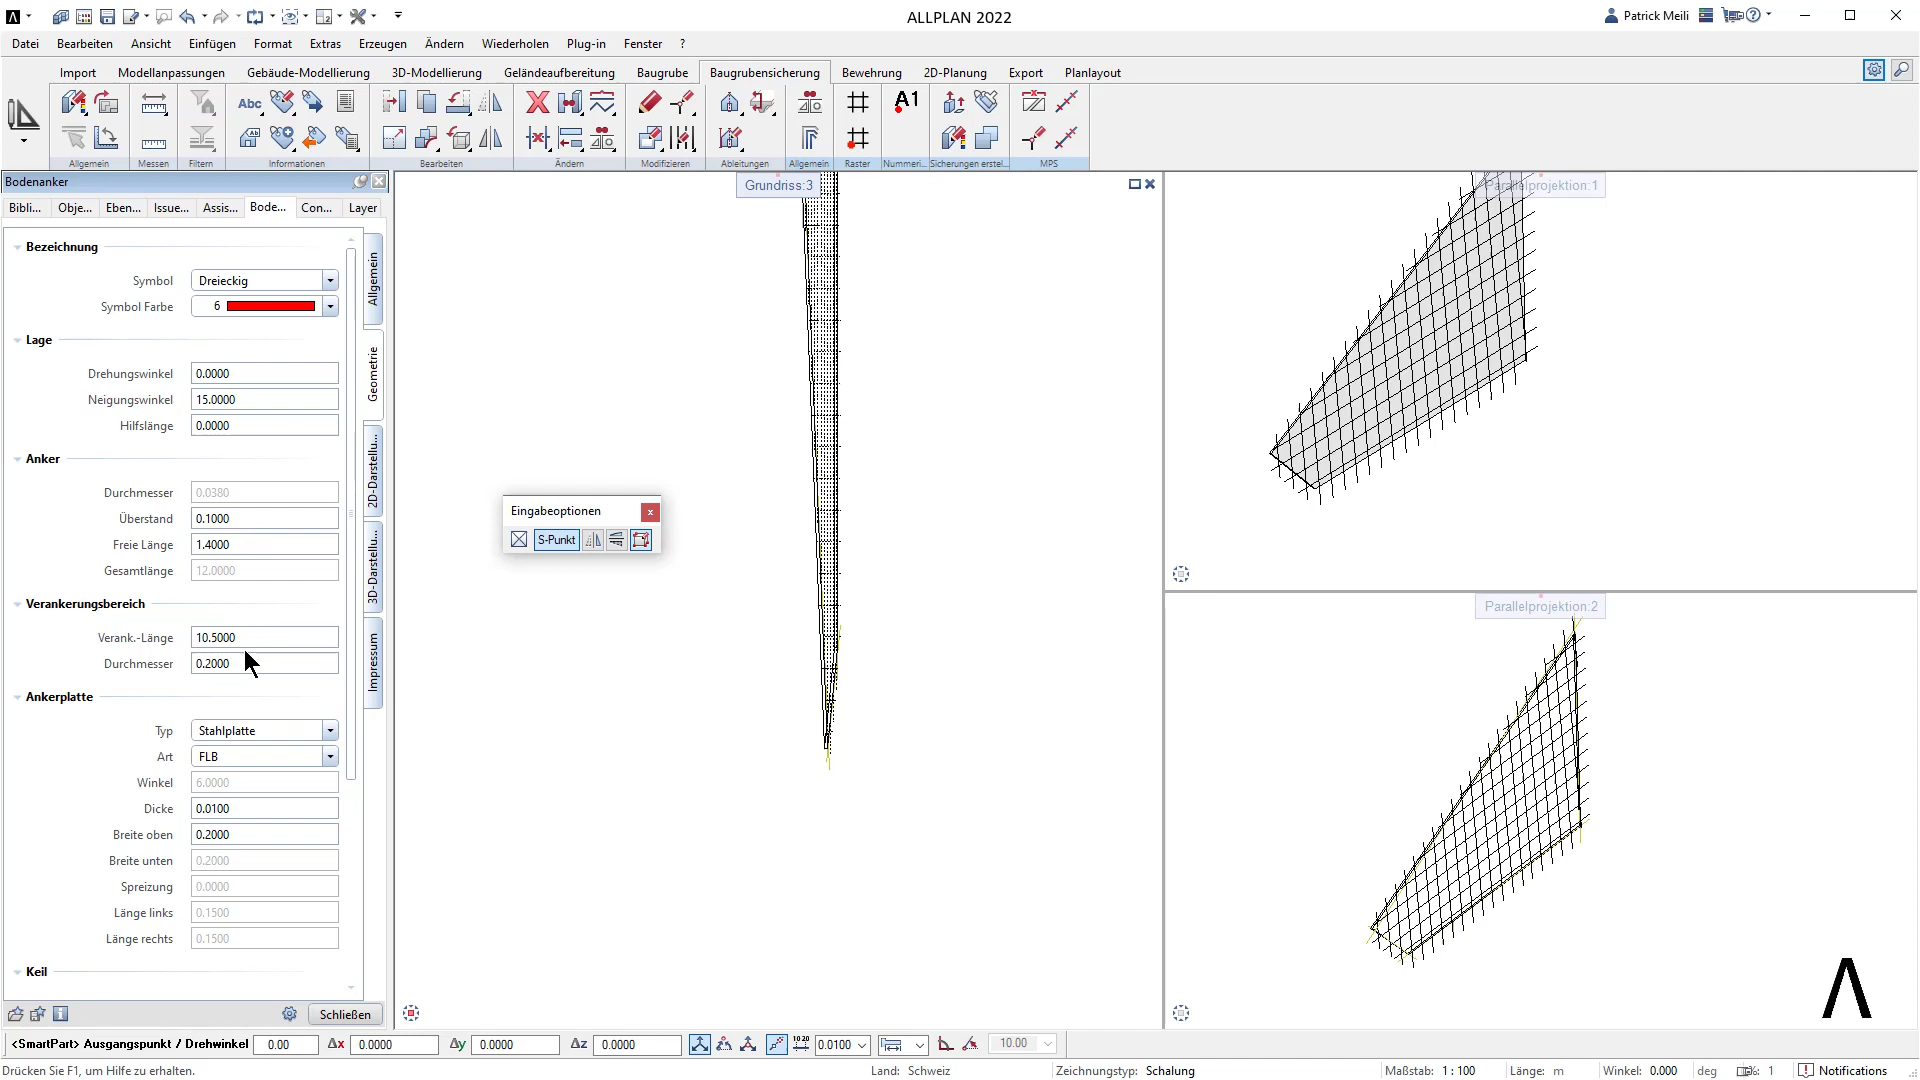 ALLPLAN 2022
Patrick Meili
Datei Bearbeiten Ansicht Einfügen Format Extras Erzeugen Ändern Wiederholen Plug-in Fenster ?
Import Modellanpassungen Gebäude-Modellierung 3D-Modellierung Geländeaufbereitung Baugrube Baugrubensicherung Bewehrung 2D-Planung Export Planlayout
Abc
A1
Allgemein Messen Filtern Informationen Bearbeiten Ändern Modifizieren Ableitungen Allgemein Raster Nummeri... Sicherungen erstel... MPS
Bodenanker
Bibli... Obje... Eben... Issue... Assis... Bode... Con... Layer
Bezeichnung
Symbol Dreieckig
Symbol Farbe 6
Lage
Drehungswinkel 0.0000
Neigungswinkel 15.0000
Hilfslänge 0.0000
Anker
Durchmesser 0.0380
Überstand 0.1000
Freie Länge 1.4000
Gesamtlänge 12.0000
Verankerungsbereich
Verank.-Länge 10.5000
Durchmesser 0.2000
Ankerplatte
Typ Stahlplatte
Art FLB
Winkel 6.0000
Dicke 0.0100
Breite oben 0.2000
Breite unten 0.2000
Spreizung 0.0000
Länge links 0.1500
Länge rechts 0.1500
Keil
Allgemein
Geometrie
2D-Darstellu...
3D-Darstellu...
Impressum
Schließen
Grundriss:3
Eingabeoptionen
S-Punkt
Parallelprojektion:1
Parallelprojektion:2
<SmartPart> Ausgangspunkt / Drehwinkel 0.00 Δx 0.0000 Δy 0.0000 Δz 0.0000 0.0100 10.00
Drücken Sie F1, um Hilfe zu erhalten. Land: Schweiz Zeichnungstyp: Schalung Maßstab: 1 : 100 Länge: m Winkel: 0.000 deg %: 1 Notifications